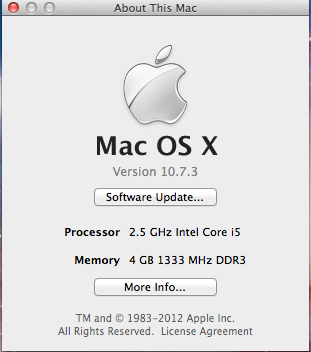 About This Mac
Mac OS X
Version 10.7.3
Software Update...
Processor 2.5 GHz Intel Core i5
Memory 4 GB 1333 MHz DDR3
More Info...
TM and © 1983-2012 Apple Inc.
All Rights Reserved. License Agreement